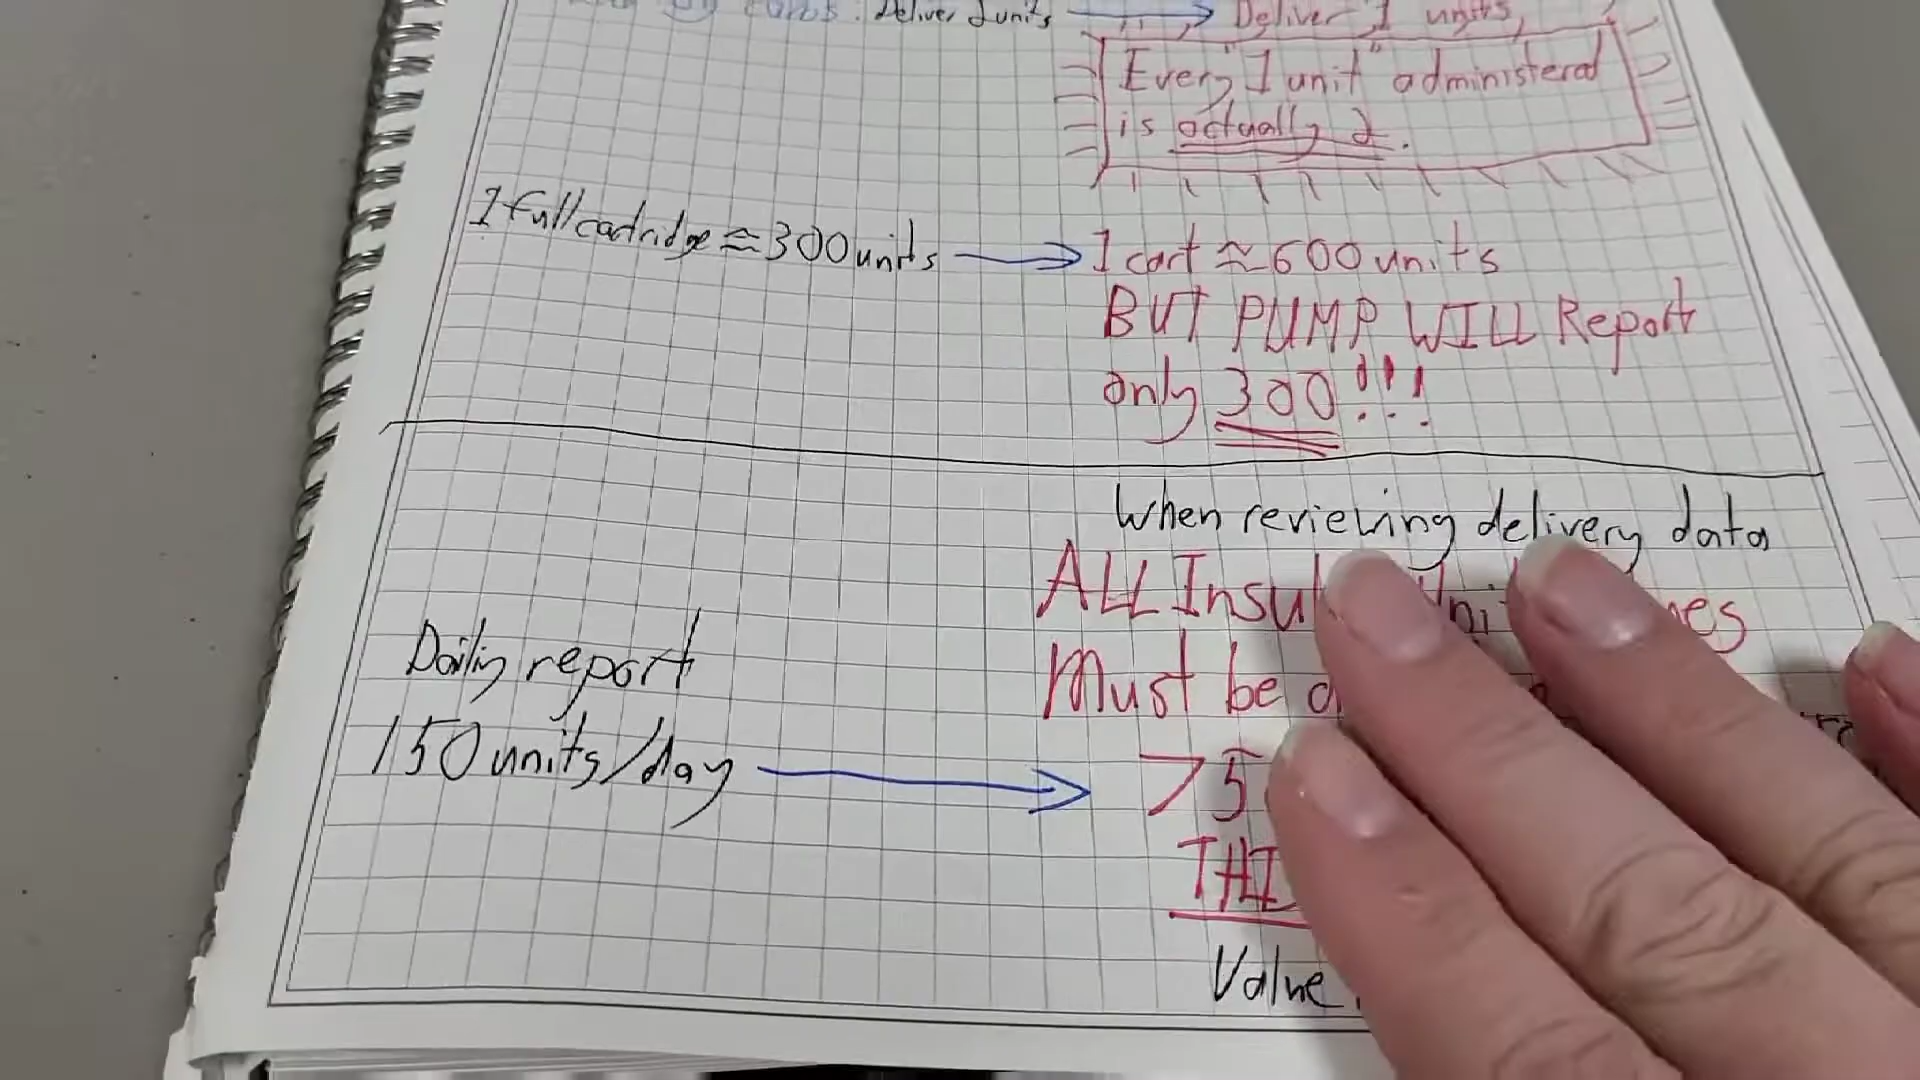 carbs. Deliver 2 units → Deliver 1 units,
Every "1 unit" administered
is actually 2.
1 full cartridge ≈ 300 units → 1 cart ≈ 600 units
BUT PUMP WILL Report
only 300!!!
When reviewing delivery data
ALL Insul
Must be
Daily report
150 units/day → 75
THI
Value